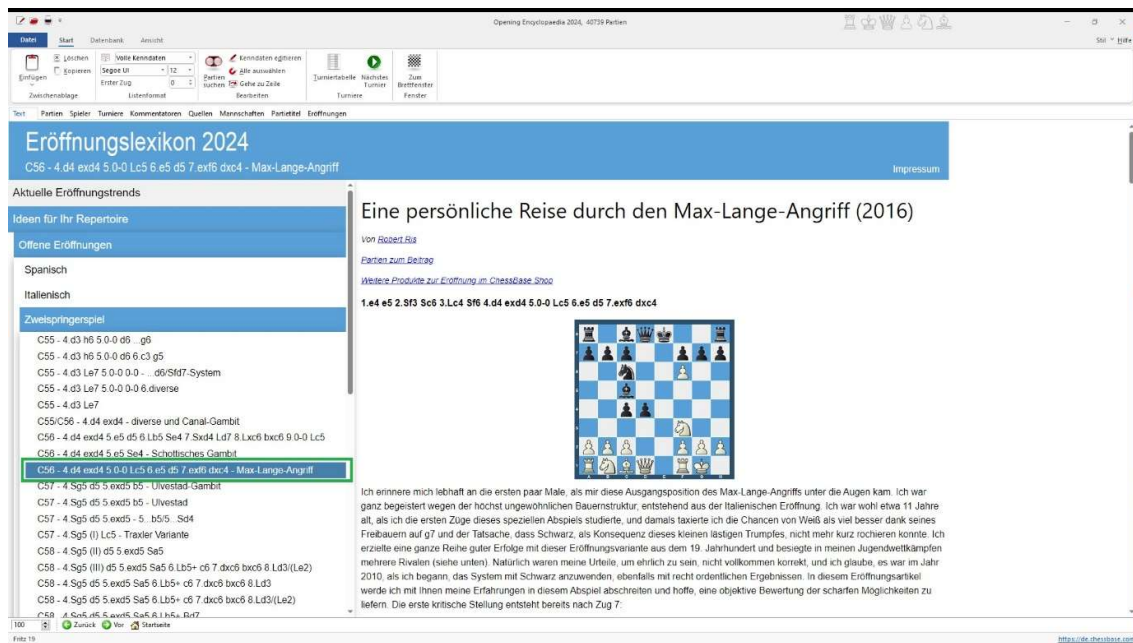 Opening Encyclopaedia 2024, 40739 Partien
Datei Start Datenbank Ansicht
Stil Hilfe
Einfügen
Löschen
Kopieren
Zwischenablage
Volle Kenndaten
Segoe UI 12
Erster Zug 0
Listenformat
Partien suchen
Kenndaten editieren
Alle auswählen
Gehe zu Zeile
Bearbeiten
Turniertabelle
Nächstes Turnier
Turniere
Zum Brettfenster
Fenster
Text Partien Spieler Turniere Kommentatoren Quellen Mannschaften Partietitel Eröffnungen
Eröffnungslexikon 2024
C56 - 4.d4 exd4 5.0-0 Lc5 6.e5 d5 7.exf6 dxc4 - Max-Lange-Angriff
Impressum
Aktuelle Eröffnungstrends
Ideen für Ihr Repertoire
Offene Eröffnungen
Spanisch
Italienisch
Zweispringerspiel
C55 - 4.d3 h6 5.0-0 d6 ...g6
C55 - 4.d3 h6 5.0-0 d6 6.c3 g5
C55 - 4.d3 Le7 5.0-0 0-0 - ...d6/Sfd7-System
C55 - 4.d3 Le7 5.0-0 0-0 6.diverse
C55 - 4.d3 Le7
C55/C56 - 4.d4 exd4 - diverse und Canal-Gambit
C56 - 4.d4 exd4 5.e5 d5 6.Lb5 Se4 7.Sxd4 Ld7 8.Lxc6 bxc6 9.0-0 Lc5
C56 - 4.d4 exd4 5.e5 Se4 - Schottisches Gambit
C56 - 4.d4 exd4 5.0-0 Lc5 6.e5 d5 7.exf6 dxc4 - Max-Lange-Angriff
C57 - 4.Sg5 d5 5.exd5 b5 - Ulvestad-Gambit
C57 - 4.Sg5 d5 5.exd5 b5 - Ulvestad
C57 - 4.Sg5 d5 5.exd5 - 5...b5/5...Sd4
C57 - 4.Sg5 (I) Lc5 - Traxler Variante
C58 - 4.Sg5 (II) d5 5.exd5 Sa5
C58 - 4.Sg5 (III) d5 5.exd5 Sa5 6.Lb5+ c6 7.dxc6 bxc6 8.Ld3/(Le2)
C58 - 4.Sg5 d5 5.exd5 Sa5 6.Lb5+ c6 7.dxc6 bxc6 8.Ld3
C58 - 4.Sg5 d5 5.exd5 Sa5 6.Lb5+ c6 7.dxc6 bxc6 8.Ld3/(Le2)
C58 - 4.Sg5 d5 5.exd5 Sa5 6.Lb5+ Bd7
Eine persönliche Reise durch den Max-Lange-Angriff (2016)
Von Robert Ris
Partien zum Beitrag
Weitere Produkte zur Eröffnung im ChessBase Shop
1.e4 e5 2.Sf3 Sc6 3.Lc4 Sf6 4.d4 exd4 5.0-0 Lc5 6.e5 d5 7.exf6 dxc4
Ich erinnere mich lebhaft an die ersten paar Male, als mir diese Ausgangsposition des Max-Lange-Angriffs unter die Augen kam. Ich war
ganz begeistert wegen der höchst ungewöhnlichen Bauernstruktur, entstehend aus der Italienischen Eröffnung. Ich war wohl etwa 11 Jahre
alt, als ich die ersten Züge dieses speziellen Abspiels studierte, und damals taxierte ich die Chancen von Weiß als viel besser dank seines
Freibauern auf g7 und der Tatsache, dass Schwarz, als Konsequenz dieses kleinen lästigen Trumpfes, nicht mehr kurz rochieren konnte. Ich
erzielte eine ganze Reihe guter Erfolge mit dieser Eröffnungsvariante aus dem 19. Jahrhundert und besiegte in meinen Jugendwettkämpfen
mehrere Rivalen (siehe unten). Natürlich waren meine Urteile, um ehrlich zu sein, nicht vollkommen korrekt, und ich glaube, es war im Jahr
2010, als ich begann, das System mit Schwarz anzuwenden, ebenfalls mit recht ordentlichen Ergebnissen. In diesem Eröffnungsartikel
werde ich mit Ihnen meine Erfahrungen in diesem Abspiel abschreiten und hoffe, eine objektive Bewertung der scharfen Möglichkeiten zu
liefern. Die erste kritische Stellung entsteht bereits nach Zug 7:
100 Zurück Vor Startseite
Fritz 19
https://de.chessbase.com